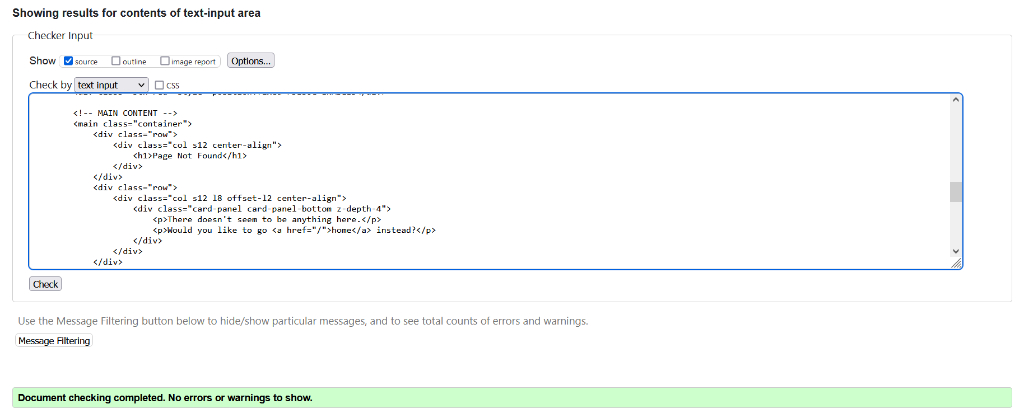 Showing results for contents of text-input area
Checker Input
Show source outline image report Options...
Check by text input css
<!-- MAIN CONTENT -->
<main class="container">
<div class="row">
<div class="col s12 center-align">
<h1>Page Not Found</h1>
</div>
</div>
<div class="row">
<div class="col s12 l8 offset-l2 center-align">
<div class="card-panel card-panel-bottom z-depth-4">
<p>There doesn't seem to be anything here.</p>
<p>Would you like to go <a href="/">home</a> instead?</p>
</div>
</div>
</div>
Check
Use the Message Filtering button below to hide/show particular messages, and to see total counts of errors and warnings.
Message Filtering
Document checking completed. No errors or warnings to show.